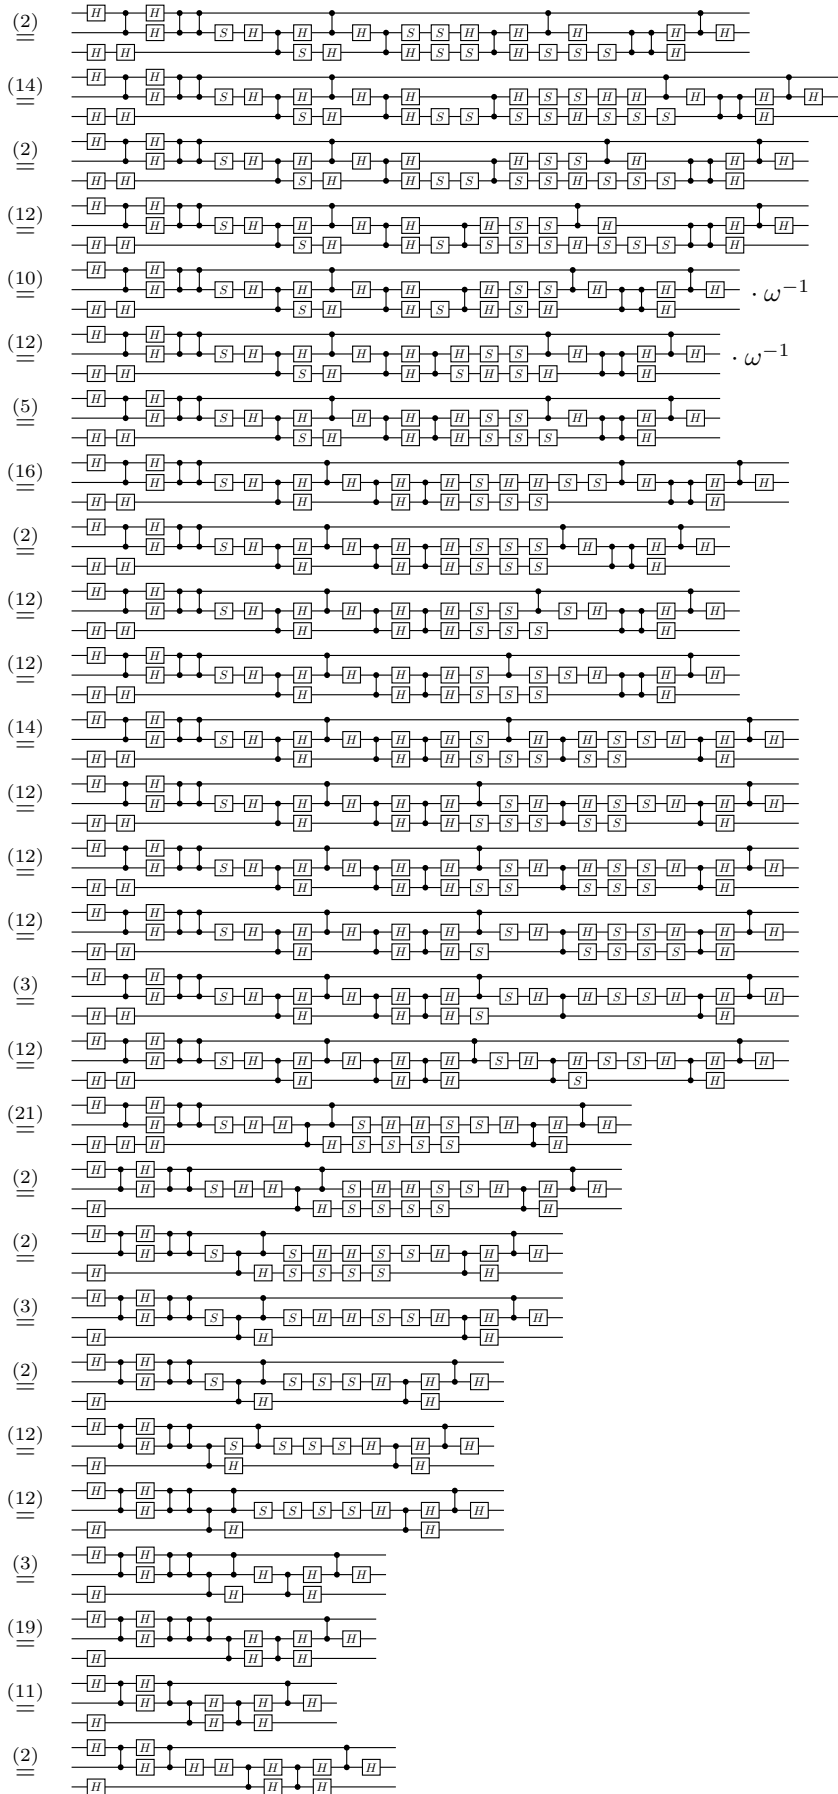 H H
(2)= H S H H H S S H H H H H
H H S H H H S S S H
H H
(14)= H S H H H H H S S H H H H H
H H S H H S S S S H S S S H
H H
(2)= H S H H H H H S S H H H
H H S H H S S S S H S S S H
H H
(12)= H S H H H H H S S H H H
H H S H H S S S S H S S S H
H H
(10)= H S H H H H H S S H H H · ω⁻¹
H H S H H S S S H H
H H
(12)= H S H H H H H S S H H H · ω⁻¹
H H S H H S H S H H
H H
(5)= H S H H H H H S S H H H
H H S H H H S S S H
H H
(16)= H S H H H H H S H H S S H H H
H H H H H S S S H
H H
(2)= H S H H H H H S S S H H H
H H H H H S S S H
H H
(12)= H S H H H H H S S S H H H
H H H H H S S S H
H H
(12)= H S H H H H H S S S H H H
H H H H H S S S H
H H
(14)= H S H H H H H S H H S S H H H
H H H H H S S S S S H
H H
(12)= H S H H H H H S H H S S H H H
H H H H H S S S S S H
H H
(12)= H S H H H H H S H H S S H H H
H H H H H S S S S S H
H H
(12)= H S H H H H H S H H S S H H H
H H H H H S S S S S H
H H
(3)= H S H H H H H S H H S S H H H
H H H H H S H
H H
(12)= H S H H H H H S H H S S H H H
H H H H H S H
H H
(21)= H S H H S H H S S H H H
H H H H S S S S H
H H
(2)= H S H H S H H S S H H H
H H S S S S H
H H
(2)= H S S H H S S H H H
H H S S S S H
H H
(3)= H S S H H S S H H H
H H H
H H
(2)= H S S S S H H H
H H H
H H
(12)= H S S S S H H H
H H H
H H
(12)= H S S S S H H H
H H H
H H
(3)= H H H H
H H H
H H
(19)= H H H H
H H H
H H
(11)= H H H H
H H H
H H
(2)= H H H H H H
H H H